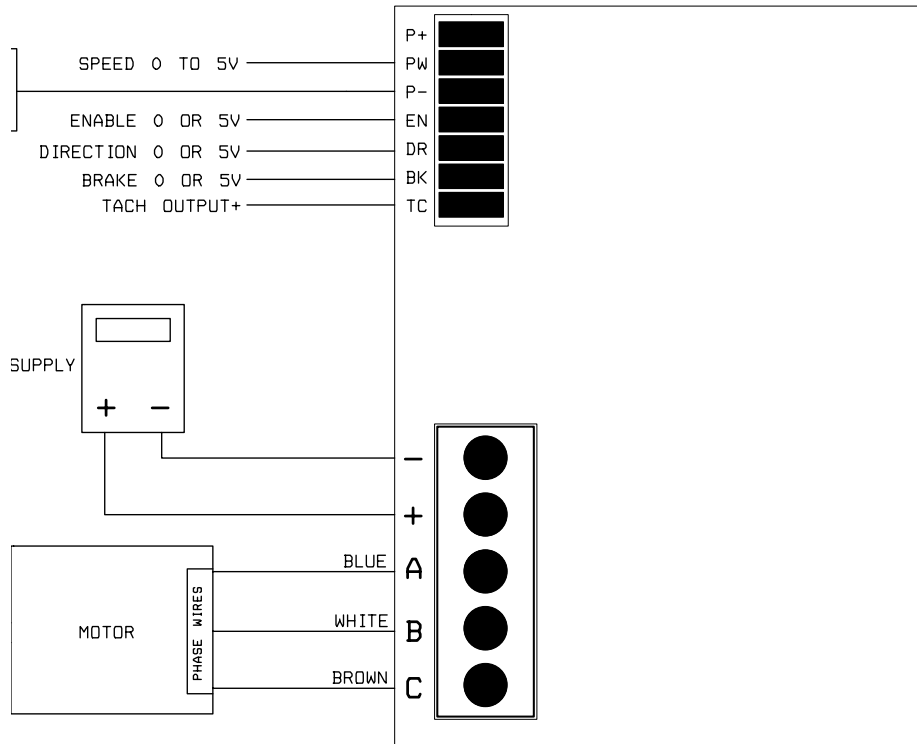 P+
SPEED 0 TO 5V PW
P-
ENABLE 0 OR 5V EN
DIRECTION 0 OR 5V DR
BRAKE 0 OR 5V BK
TACH OUTPUT+ TC
SUPPLY
+ -
-
+
BLUE A
MOTOR PHASE WIRES WHITE B
BROWN C